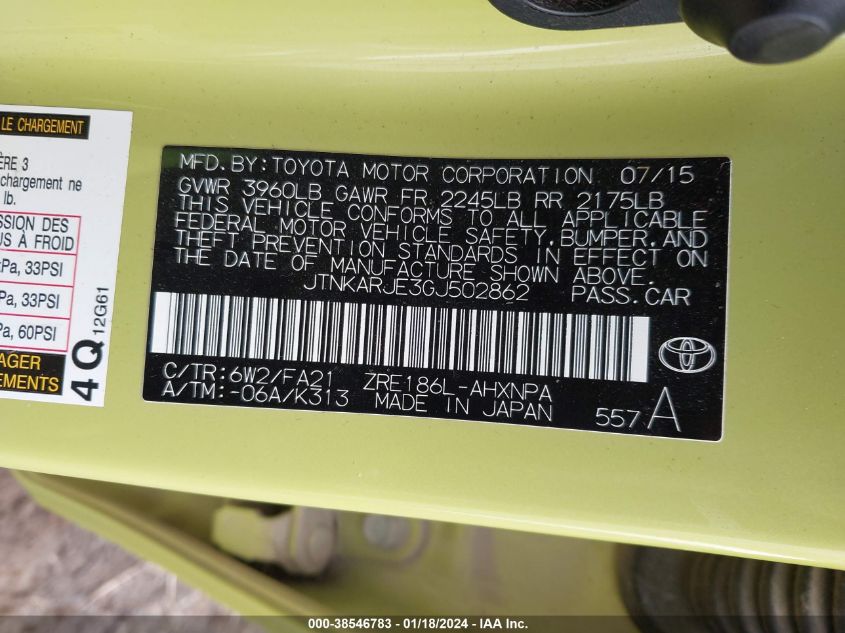 LE CHARGEMENT
ÈRE 3
chargement ne
lb.
SSION DES
US À FROID
kPa, 33PSI
Pa, 33PSI
Pa, 60PSI
AGER
EMENTS
4Q 12G61
MFD. BY: TOYOTA MOTOR CORPORATION 07/15
GVWR 3960LB GAWR FR 2245LB RR 2175LB
THIS VEHICLE CONFORMS TO ALL APPLICABLE
FEDERAL MOTOR VEHICLE SAFETY, BUMPER, AND
THEFT PREVENTION STANDARDS IN EFFECT ON
THE DATE OF MANUFACTURE SHOWN ABOVE.
JTNKARJE3GJ502862 PASS. CAR
C/TR: 6W2/FA21 ZRE186L-AHXNPA
A/TM: -06A/K313 MADE IN JAPAN 557 A
000-38546783 - 01/18/2024 - IAA Inc.